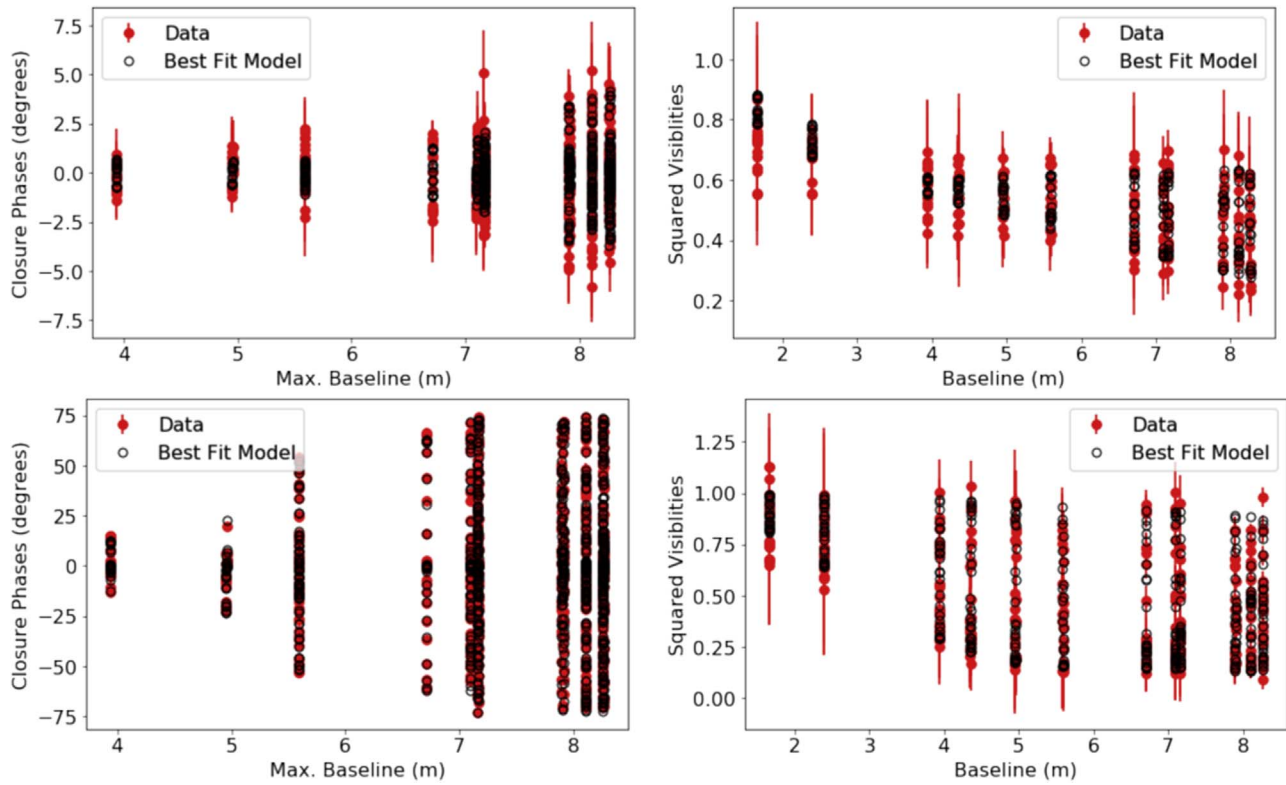 7.5
5.0
2.5
0.0
−2.5
−5.0
−7.5
Closure Phases (degrees)
Data
Best Fit Model
4 5 6 7 8
Max. Baseline (m)
1.0
0.8
0.6
0.4
0.2
Squared Visiblities
Data
Best Fit Model
2 3 4 5 6 7 8
Baseline (m)
75
50
25
0
−25
−50
−75
Closure Phases (degrees)
Data
Best Fit Model
4 5 6 7 8
Max. Baseline (m)
1.25
1.00
0.75
0.50
0.25
0.00
Squared Visiblities
Data
Best Fit Model
2 3 4 5 6 7 8
Baseline (m)